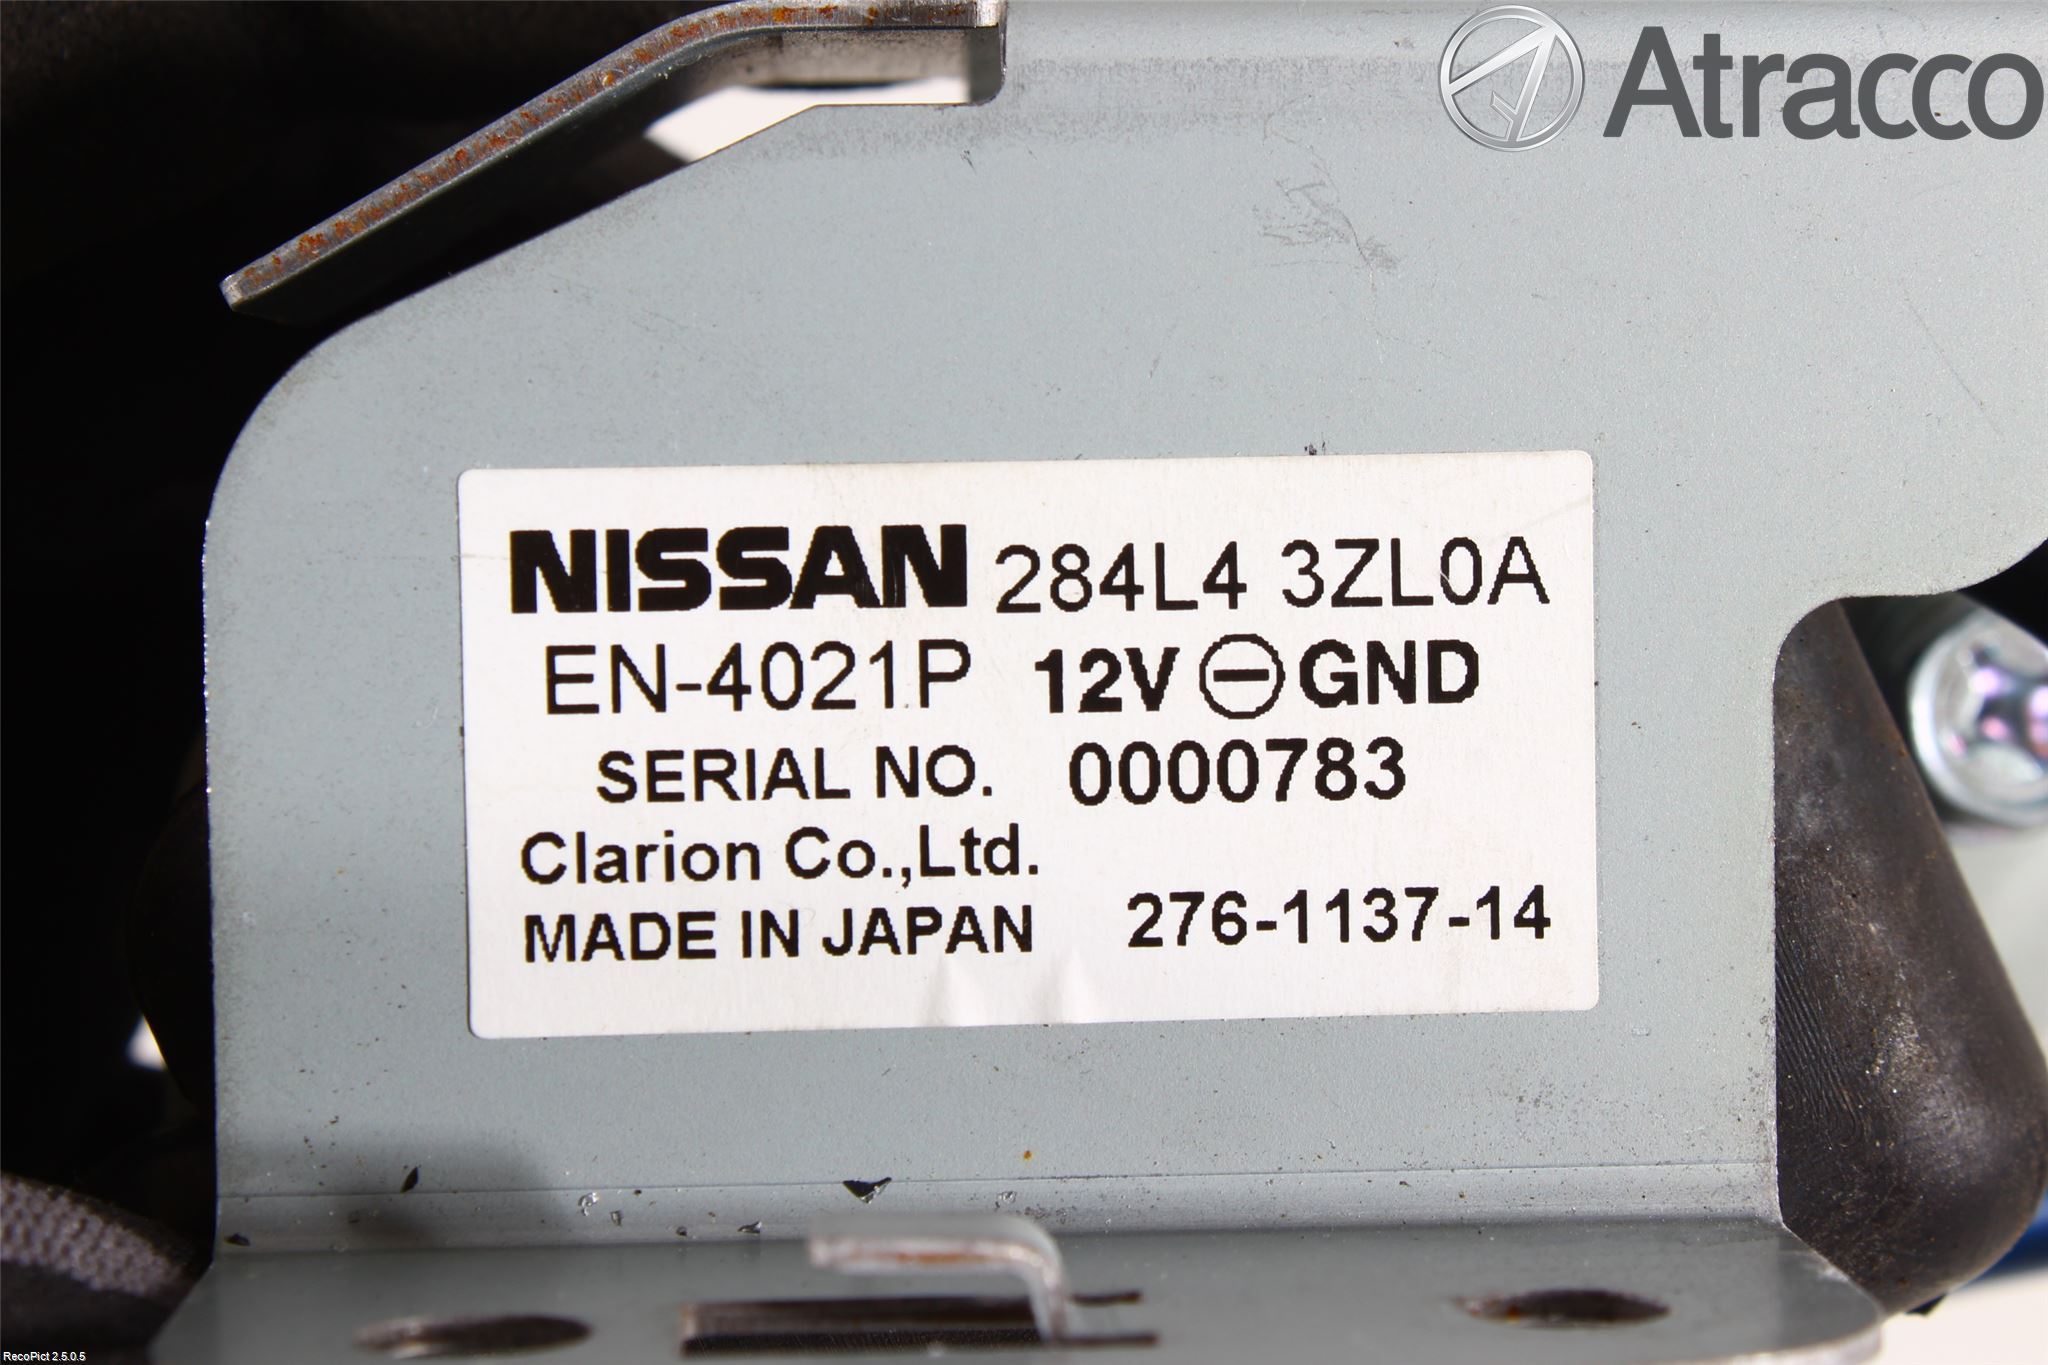 Atracco
NISSAN 284L4 3ZL0A
EN-4021P 12V ⊖ GND
SERIAL NO. 0000783
Clarion Co.,Ltd.
MADE IN JAPAN 276-1137-14
RecoPict 2.5.0.5